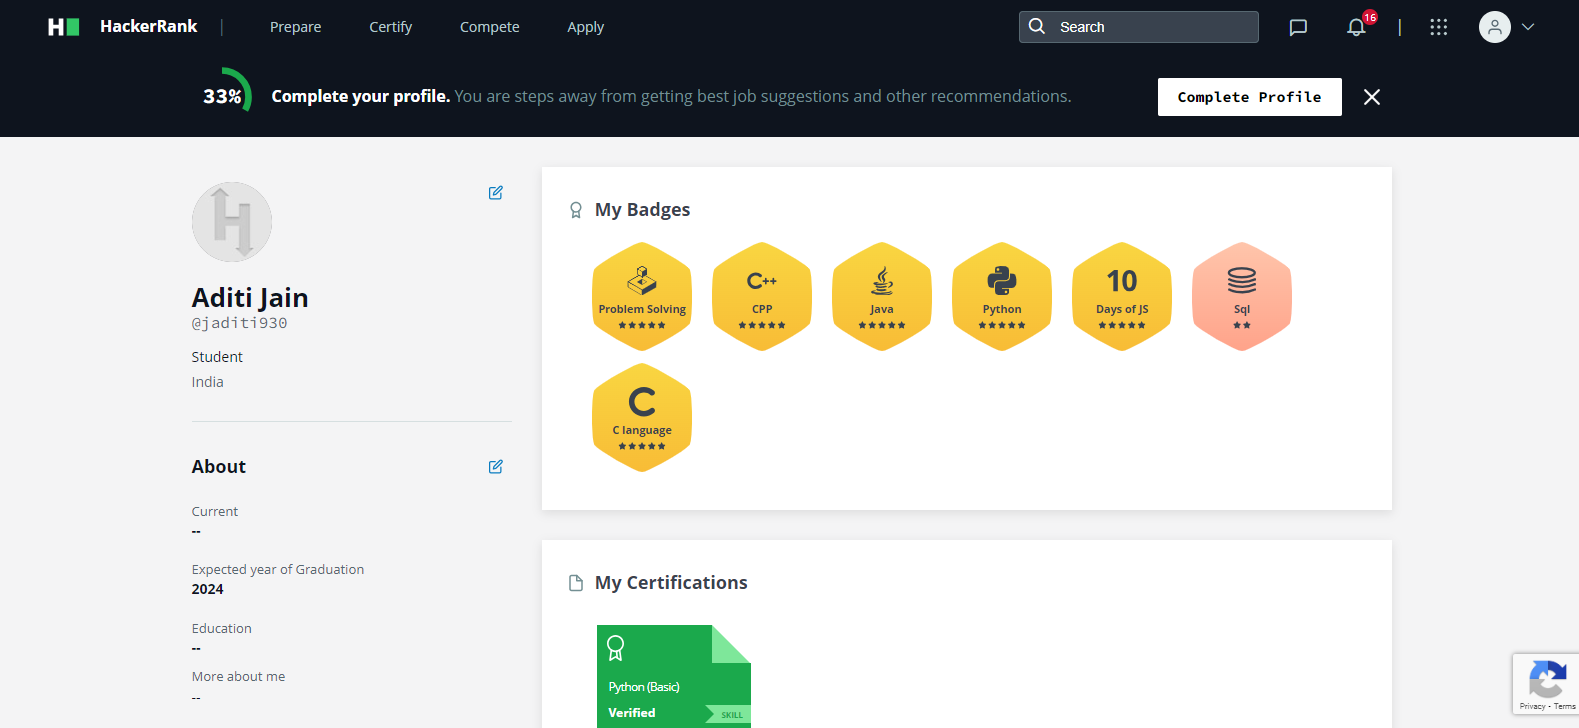 HackerRank | Prepare Certify Compete Apply Search 16 |
33% Complete your profile. You are steps away from getting best job suggestions and other recommendations. Complete Profile
Aditi Jain
@jaditi930
Student
India
About
Current
--
Expected year of Graduation
2024
Education
--
More about me
--
My Badges
Problem Solving
★★★★★
C++
CPP
★★★★★
Java
★★★★★
Python
★★★★★
10
Days of JS
★★★★★
Sql
★★
C
C language
★★★★★
My Certifications
Python (Basic)
Verified SKILL
Privacy - Terms